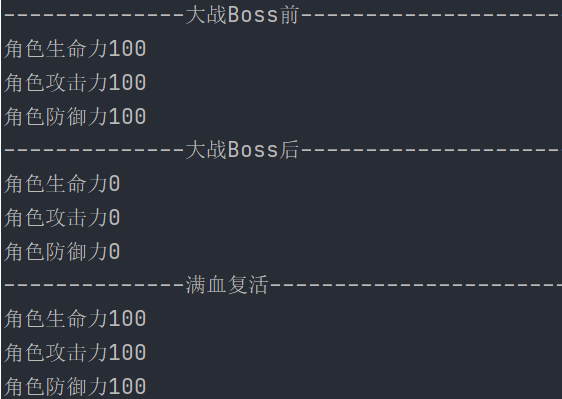 --------------大战Boss前--------------------
角色生命力100
角色攻击力100
角色防御力100
--------------大战Boss后--------------------
角色生命力0
角色攻击力0
角色防御力0
--------------满血复活-----------------------
角色生命力100
角色攻击力100
角色防御力100